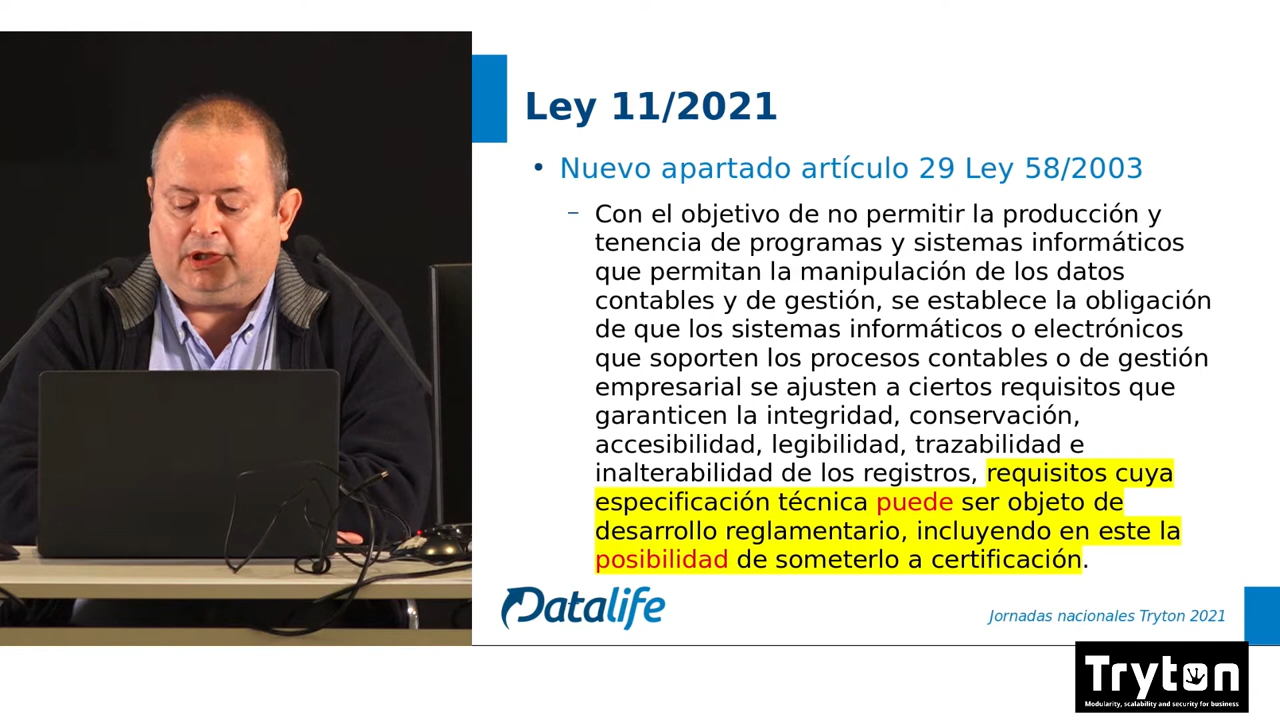 Ley 11/2021
• Nuevo apartado artículo 29 Ley 58/2003
– Con el objetivo de no permitir la producción y
tenencia de programas y sistemas informáticos
que permitan la manipulación de los datos
contables y de gestión, se establece la obligación
de que los sistemas informáticos o electrónicos
que soporten los procesos contables o de gestión
empresarial se ajusten a ciertos requisitos que
garanticen la integridad, conservación,
accesibilidad, legibilidad, trazabilidad e
inalterabilidad de los registros, requisitos cuya
especificación técnica puede ser objeto de
desarrollo reglamentario, incluyendo en este la
posibilidad de someterlo a certificación.
Datalife
Jornadas nacionales Tryton 2021
Tryton
Modularity, scalability and security for business